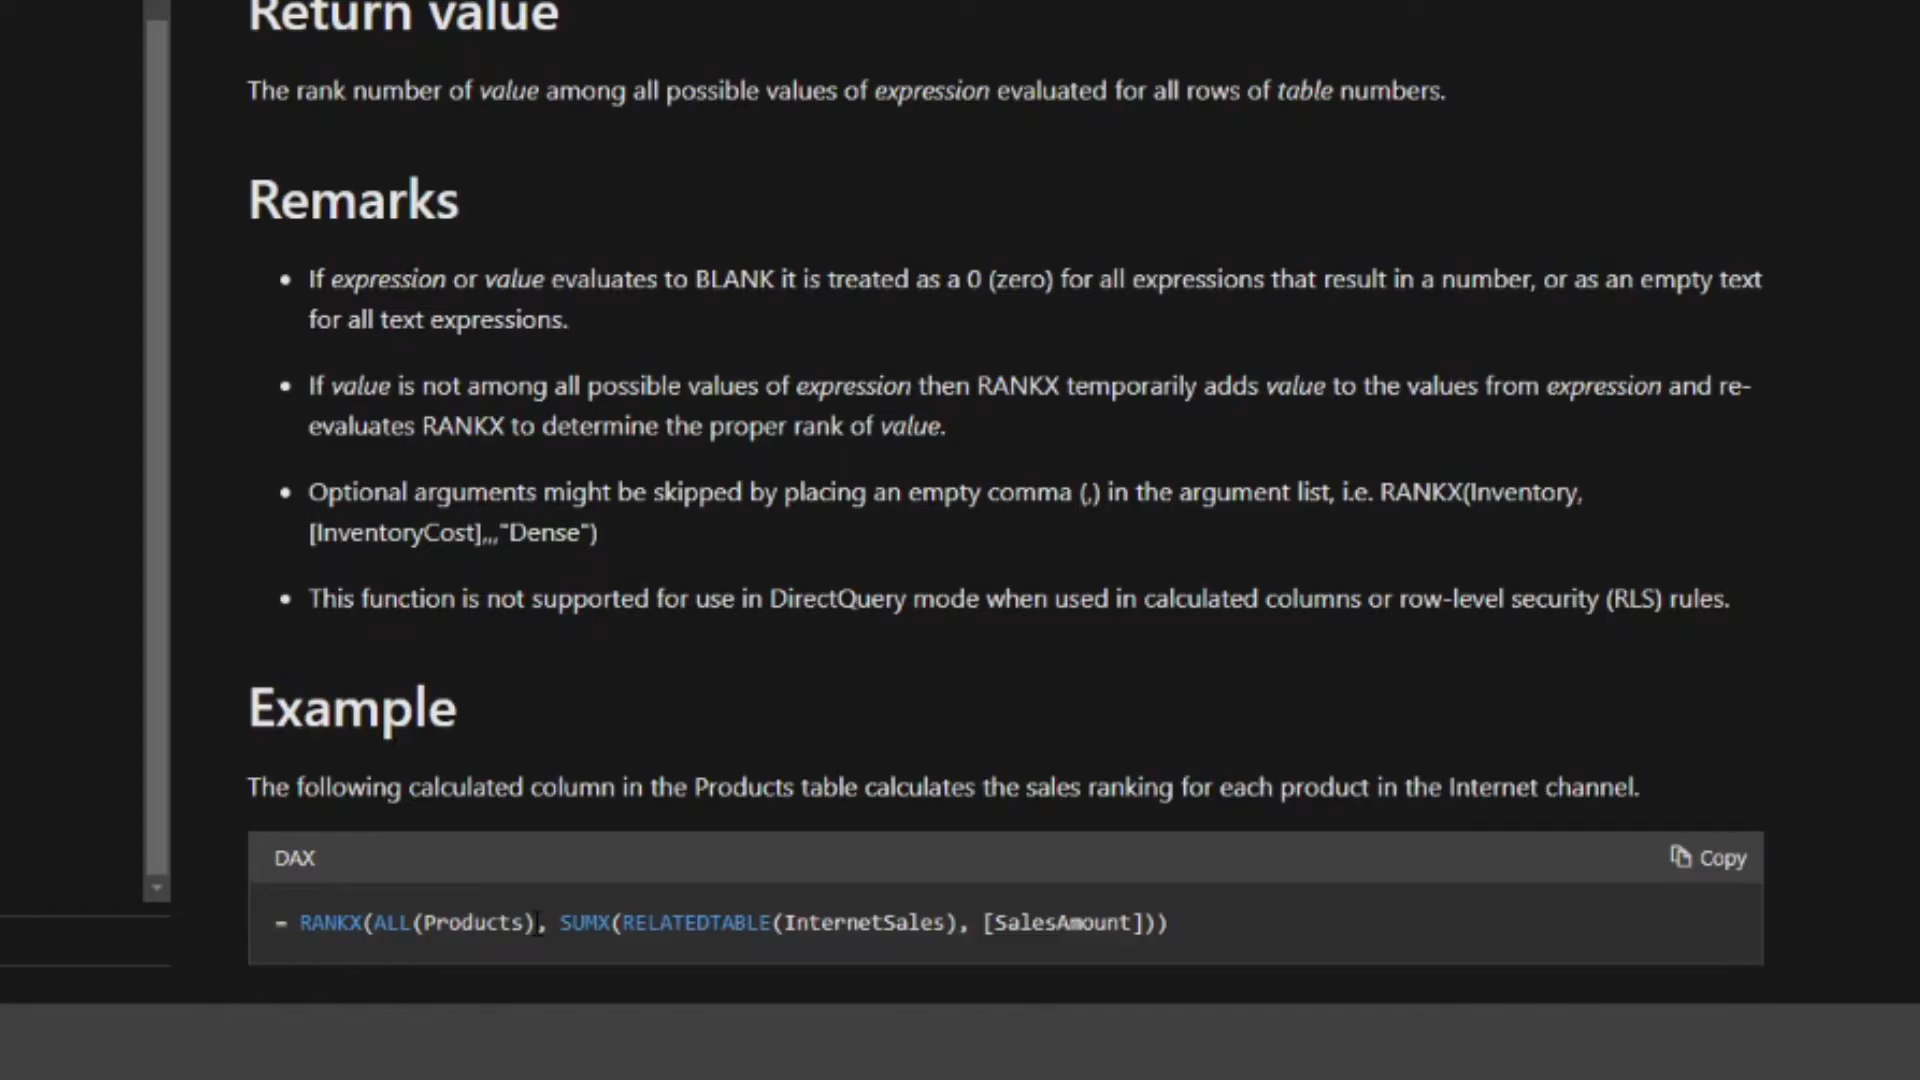 Return value
The rank number of value among all possible values of expression evaluated for all rows of table numbers.
Remarks
• If expression or value evaluates to BLANK it is treated as a 0 (zero) for all expressions that result in a number, or as an empty text
for all text expressions.
• If value is not among all possible values of expression then RANKX temporarily adds value to the values from expression and re-
evaluates RANKX to determine the proper rank of value.
• Optional arguments might be skipped by placing an empty comma (,) in the argument list, i.e. RANKX(Inventory,
[InventoryCost],,,"Dense")
• This function is not supported for use in DirectQuery mode when used in calculated columns or row-level security (RLS) rules.
Example
The following calculated column in the Products table calculates the sales ranking for each product in the Internet channel.
DAX Copy
= RANKX(ALL(Products), SUMX(RELATEDTABLE(InternetSales), [SalesAmount]))